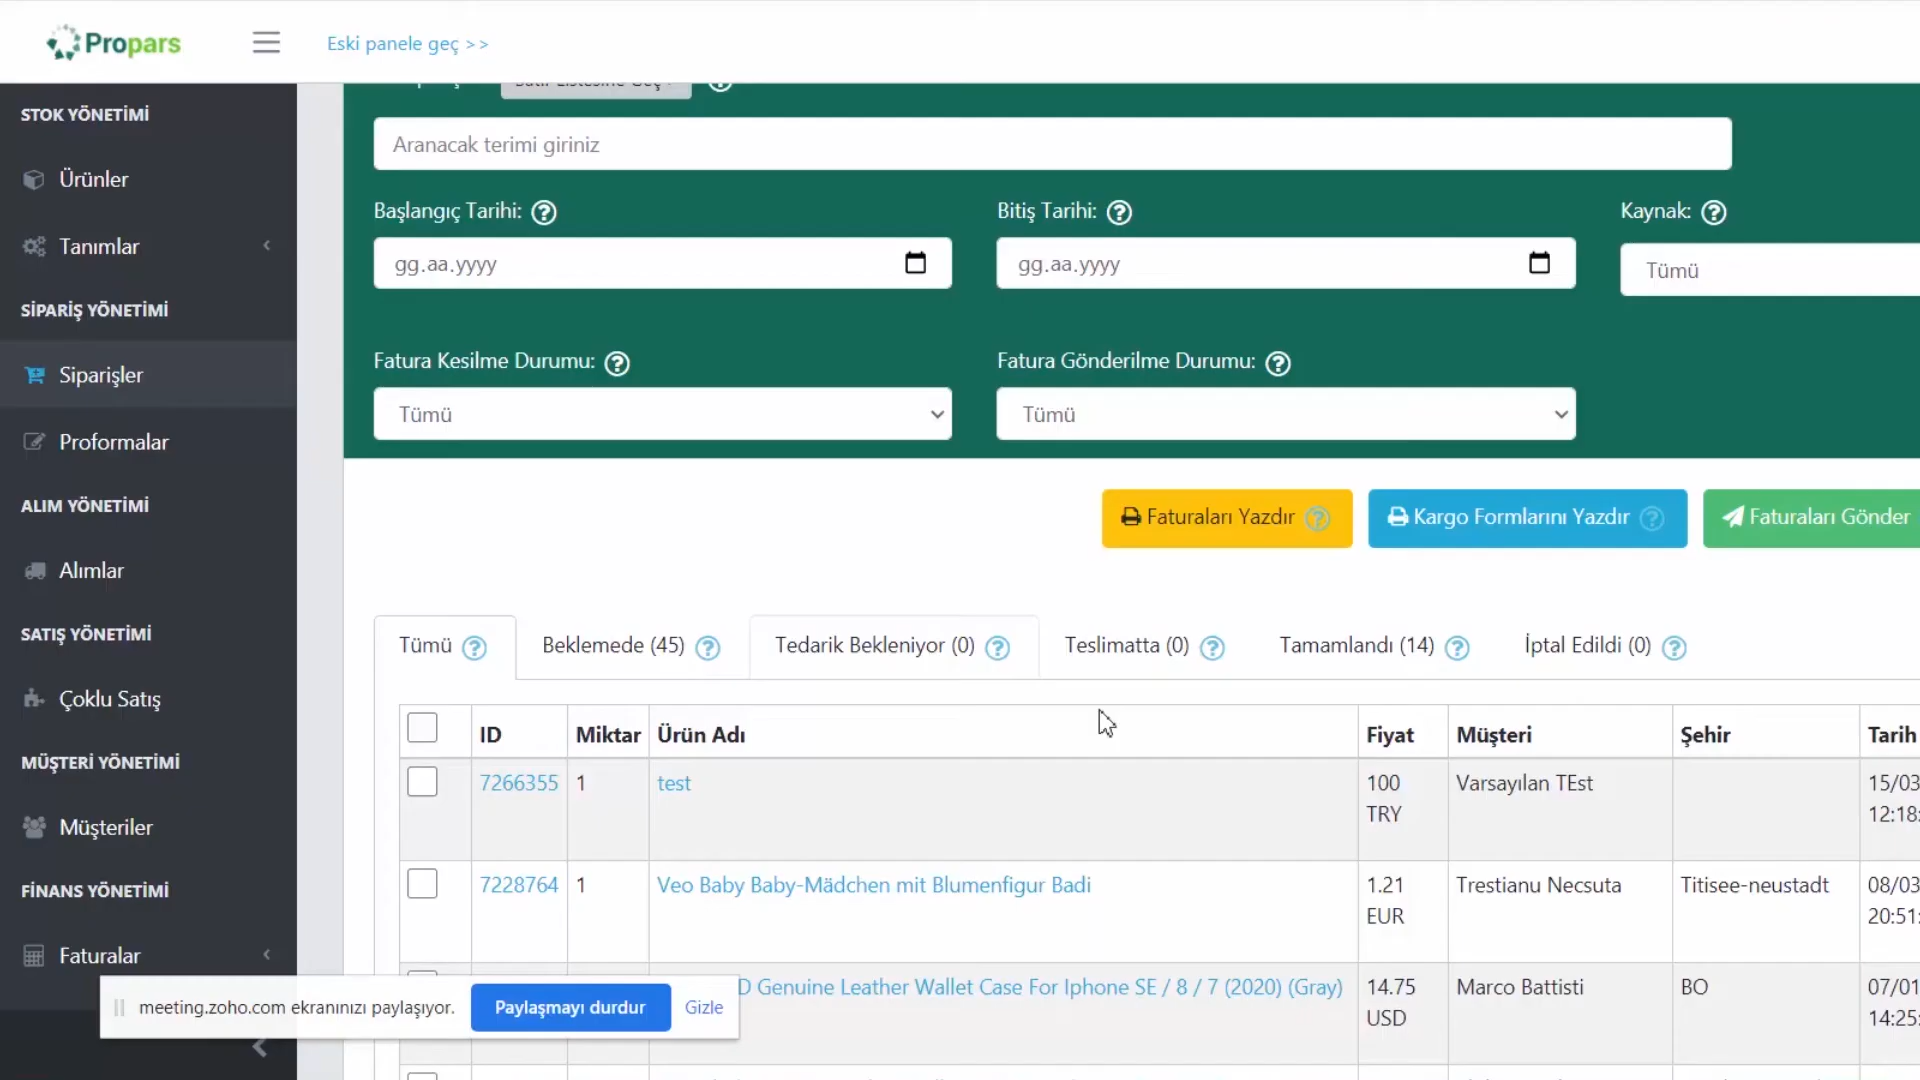 Propars
Eski panele geç >>
STOK YÖNETİMİ
Ürünler
Tanımlar
SİPARİŞ YÖNETİMİ
Siparişler
Proformalar
ALIM YÖNETİMİ
Alımlar
SATIŞ YÖNETİMİ
Çoklu Satış
MÜŞTERİ YÖNETİMİ
Müşteriler
FİNANS YÖNETİMİ
Faturalar
Aranacak terimi giriniz
Başlangıç Tarihi: Bitiş Tarihi: Kaynak:
gg.aa.yyyy gg.aa.yyyy Tümü
Fatura Kesilme Durumu: Fatura Gönderilme Durumu:
Tümü Tümü
Faturaları Yazdır Kargo Formlarını Yazdır Faturaları Gönder
Tümü Beklemede (45) Tedarik Bekleniyor (0) Teslimatta (0) Tamamlandı (14) İptal Edildi (0)
ID Miktar Ürün Adı Fiyat Müşteri Şehir Tarih
7266355 1 test 100 TRY Varsayılan TEst 15/03 12:18:
7228764 1 Veo Baby Baby-Mädchen mit Blumenfigur Badi 1.21 EUR Trestianu Necsuta Titisee-neustadt 08/03 20:51:
D Genuine Leather Wallet Case For Iphone SE / 8 / 7 (2020) (Gray) 14.75 USD Marco Battisti BO 07/01 14:25:
meeting.zoho.com ekranınızı paylaşıyor. Paylaşmayı durdur Gizle